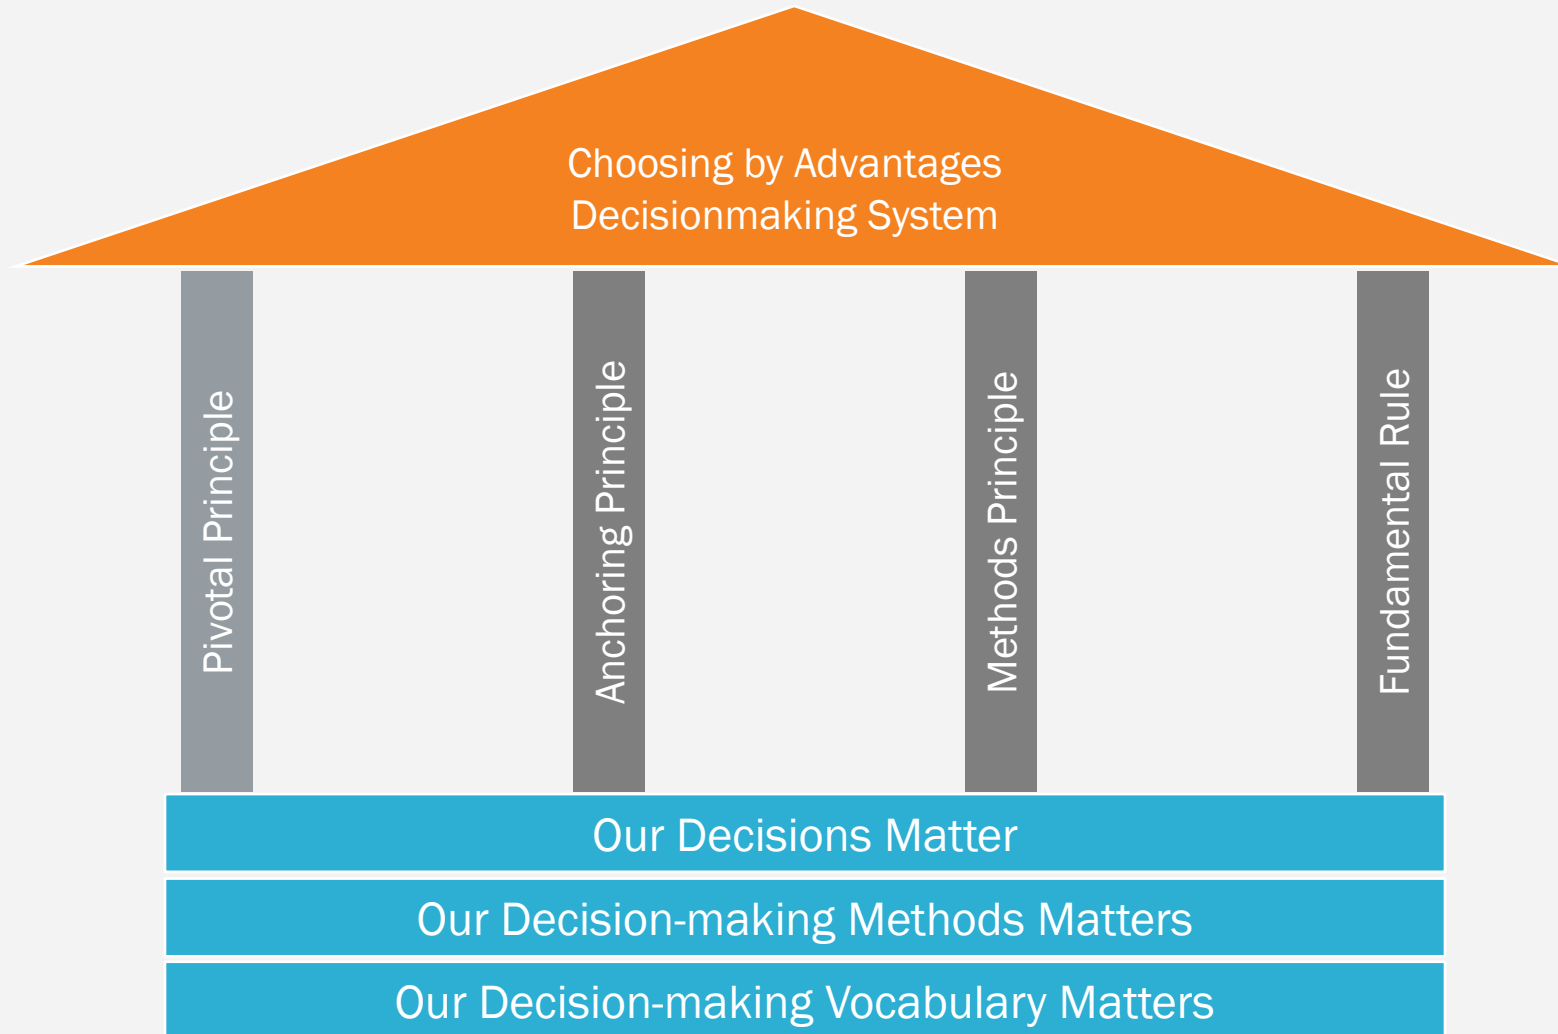 Choosing by Advantages
Decisionmaking System
Pivotal Principle
Anchoring Principle
Methods Principle
Fundamental Rule
Our Decisions Matter
Our Decision-making Methods Matters
Our Decision-making Vocabulary Matters